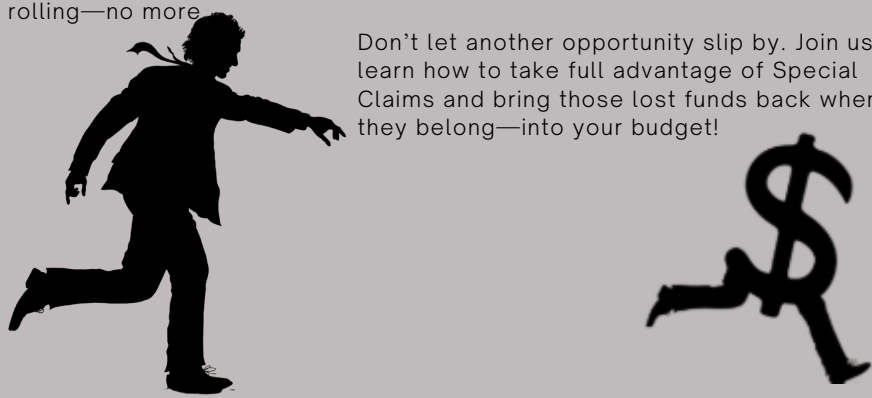 rolling—no more
Don't let another opportunity slip by. Join us
learn how to take full advantage of Special
Claims and bring those lost funds back
they belong—into your budget!